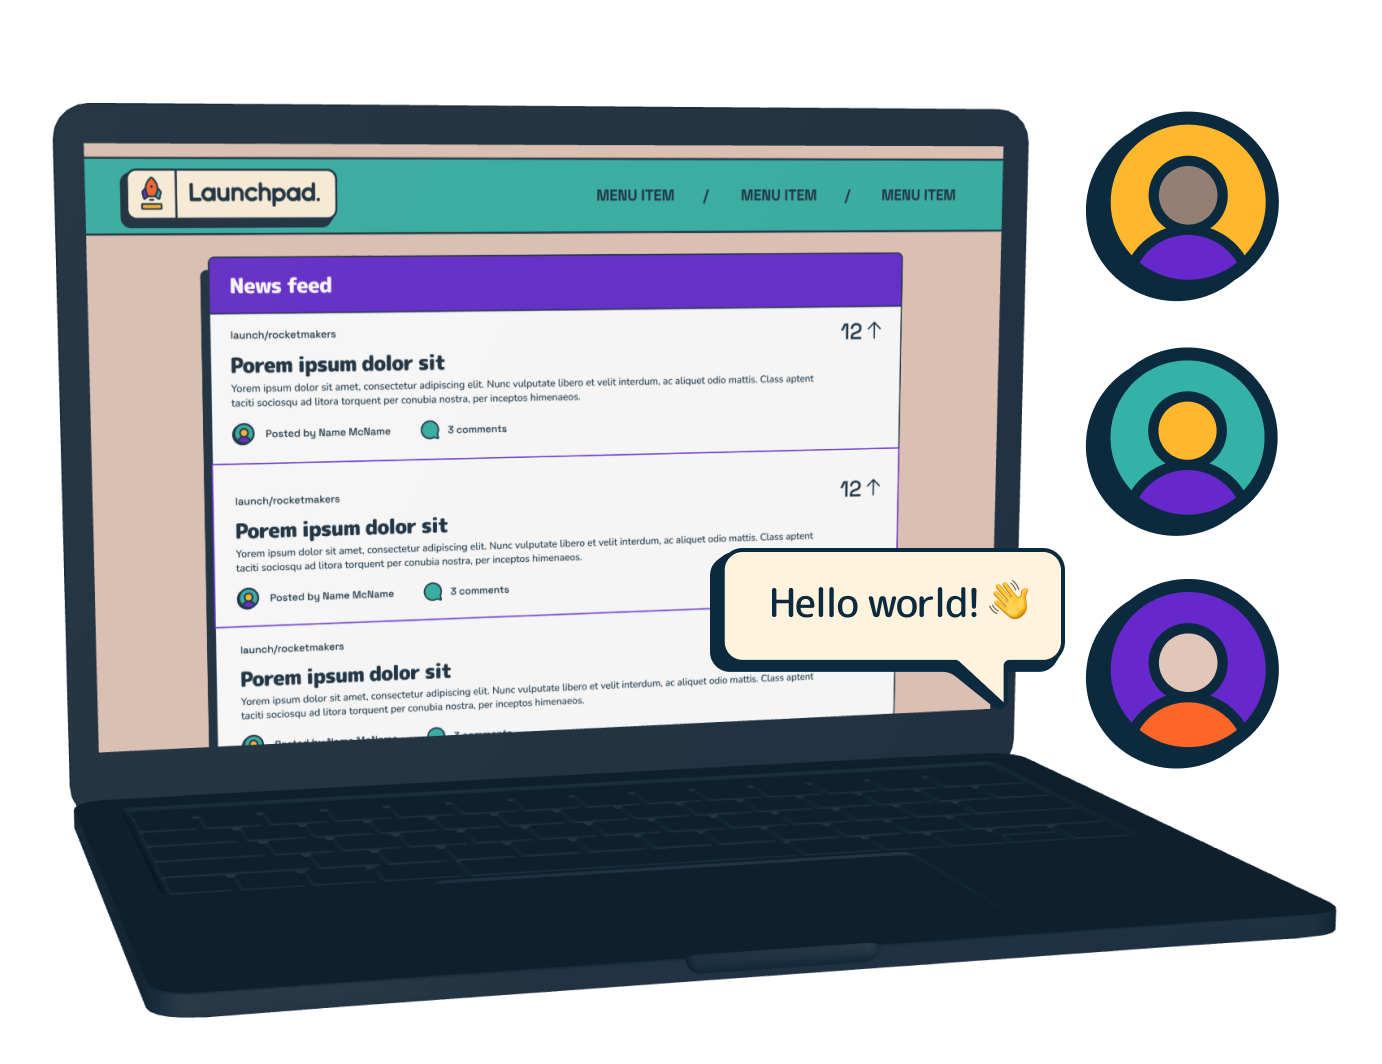 Launchpad.
MENU ITEM / MENU ITEM / MENU ITEM
News feed
launch/rocketmakers
12↑
Porem ipsum dolor sit
Yorem ipsum dolor sit amet, consectetur adipiscing elit. Nunc vulputate libero et velit interdum, ac aliquet odio mattis. Class aptent
taciti sociosqu ad litora torquent per conubia nostra, per inceptos himenaeos.
Posted by Name McName
3 comments
launch/rocketmakers
12↑
Porem ipsum dolor sit
Yorem ipsum dolor sit amet, consectetur adipiscing elit. Nunc vulputate libero et velit interdum, ac aliquet odio mattis. Class aptent
taciti sociosqu ad litora torquent per conubia nostra, per inceptos himenaeos.
Posted by Name McName
3 comments
Hello world! 👋
launch/rocketmakers
Porem ipsum dolor sit
Yorem ipsum dolor sit amet, consectetur adipiscing elit. Nunc vulputate libero et velit interdum, ac aliquet odio mattis. Class aptent
taciti sociosqu ad litora torquent per conubia nostra, per inceptos himenaeos.
Posted by Name McName
3 comments